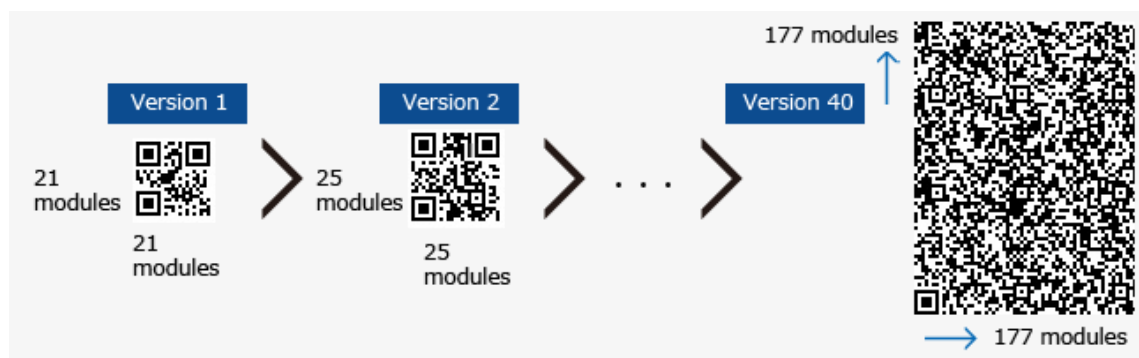 177 modules
Version 1
Version 2
Version 40
21
modules
25
modules
. . .
21
modules
25
modules
177 modules